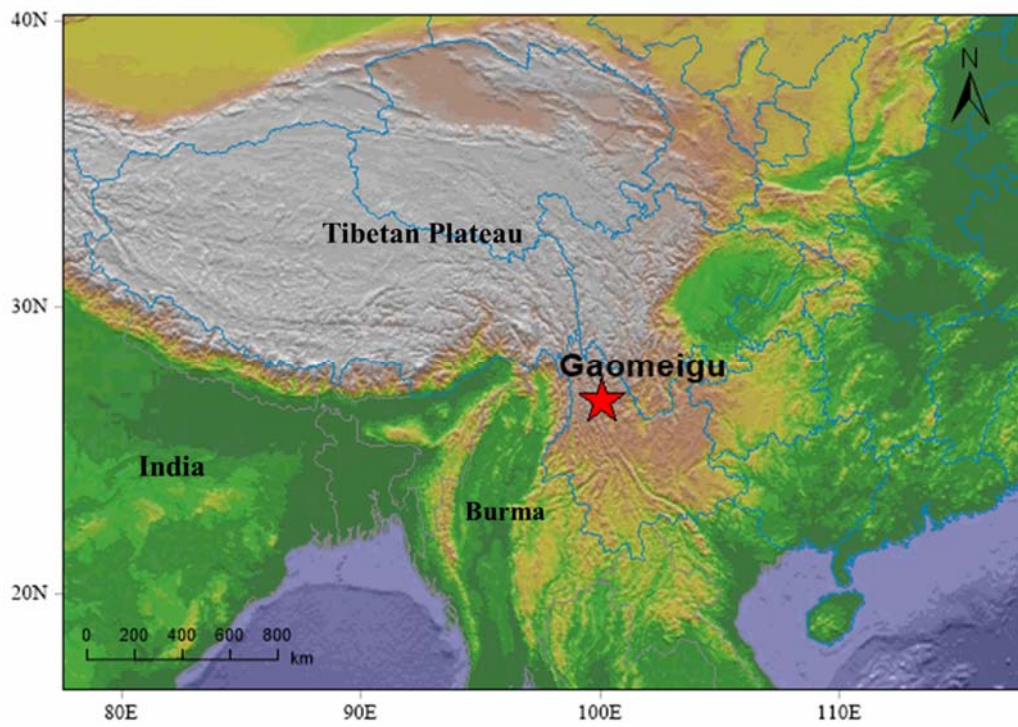 40N
N
Tibetan Plateau
30N
Gaomeigu
India
Burma
20N
0 200 400 600 800
km
80E 90E 100E 110E